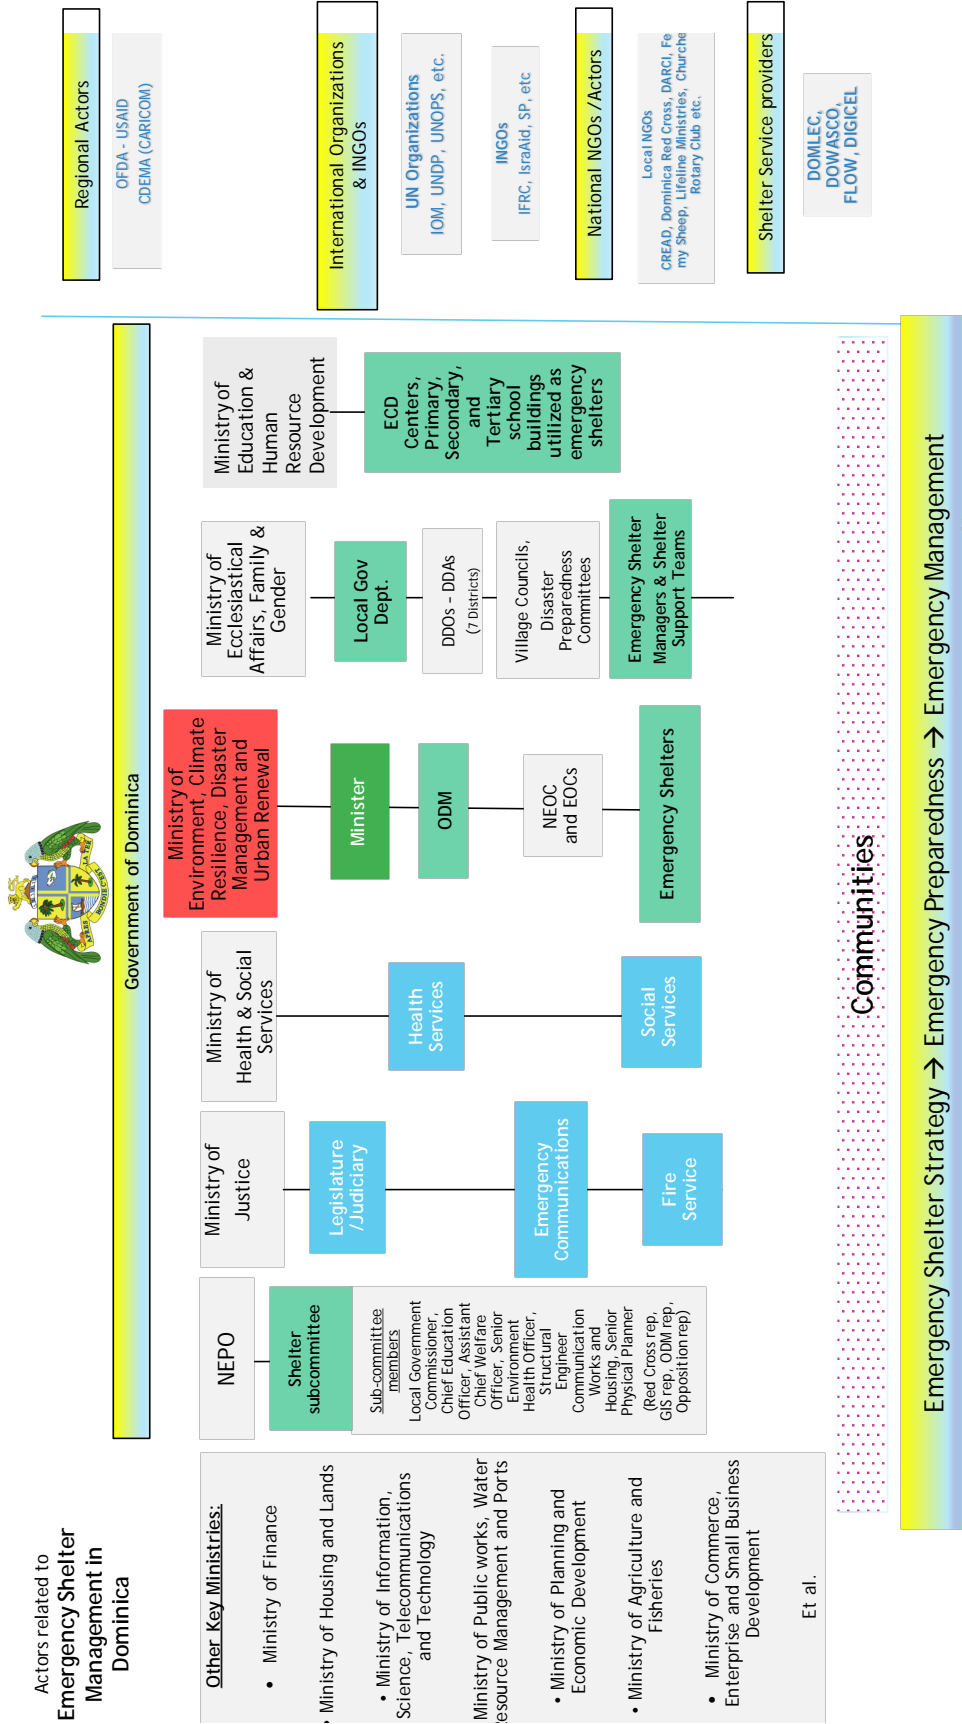 Actors related to
Emergency Shelter
Management in
Dominica
Government of Dominica
Other Key Ministries:
• Ministry of Finance
• Ministry of Housing and Lands
• Ministry of Information,
Science, Telecommunications
and Technology
Ministry of Public works, Water
Resource Management and Ports
• Ministry of Planning and
Economic Development
• Ministry of Agriculture and
Fisheries
• Ministry of Commerce,
Enterprise and Small Business
Development
Et al.
NEPO
Shelter
subcommittee
Sub-committee
members
Local Government
Commissioner,
Chief Education
Officer, Assistant
Chief Welfare
Officer, Senior
Environment
Health Officer,
Structural
Engineer
Communication
Works and
Housing, Senior
Physical Planner
(Red Cross rep,
GIS rep, ODM rep,
Opposition rep)
Ministry of
Justice
Legislature
/Judiciary
Emergency
Communications
Fire
Service
Ministry of
Health & Social
Services
Health
Services
Social
Services
Ministry of
Environment, Climate
Resilience, Disaster
Management and
Urban Renewal
Minister
ODM
NEOC
and EOCs
Emergency Shelters
Ministry of
Ecclesiastical
Affairs, Family &
Gender
Local Gov
Dept.
DDOs - DDAs
(7 Districts)
Village Councils,
Disaster
Preparedness
Committees
Emergency Shelter
Managers & Shelter
Support Teams
Ministry of
Education &
Human
Resource
Development
ECD
Centers,
Primary,
Secondary,
and
Tertiary
school
buildings
utilized as
emergency
shelters
Regional Actors
OFDA - USAID
CDEMA (CARICOM)
International Organizations
& INGOs
UN Organizations
IOM, UNDP, UNOPS, etc.
INGOs
IFRC, IsraAid, SP, etc
National NGOs /Actors
Local NGOs
CREAD, Dominica Red Cross, DARCI, Fe
my Sheep, Lifeline Ministries, Churche
Rotary Club etc.
Shelter Service providers
DOMLEC,
DOWASCO,
FLOW, DIGICEL
Communities
Emergency Shelter Strategy → Emergency Preparedness → Emergency Management